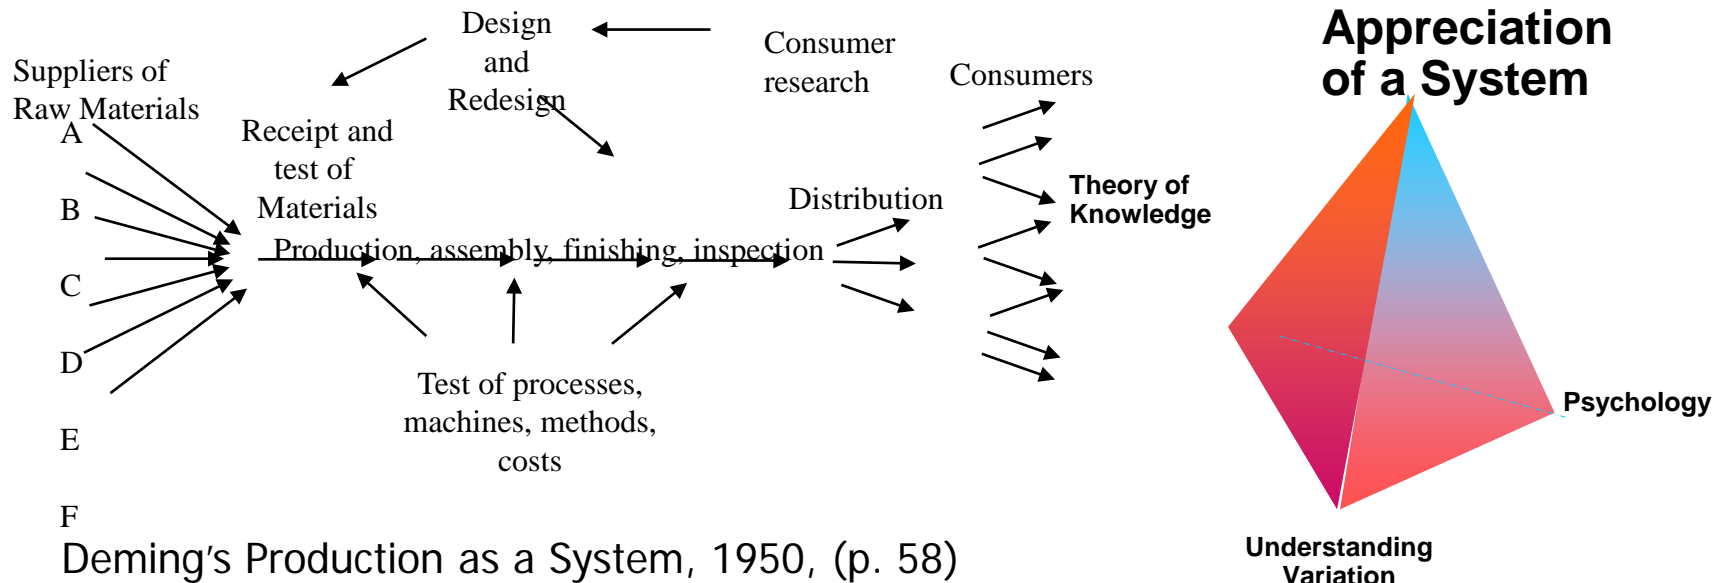 Design
and
Redesign
Consumer
research
Consumers
Suppliers of
Raw Materials
A
B
C
D
E
F
Receipt and
test of
Materials
Production, assembly, finishing, inspection
Distribution
Test of processes,
machines, methods,
costs
Deming's Production as a System, 1950, (p. 58)
Appreciation
of a System
Theory of
Knowledge
Psychology
Understanding
Variation